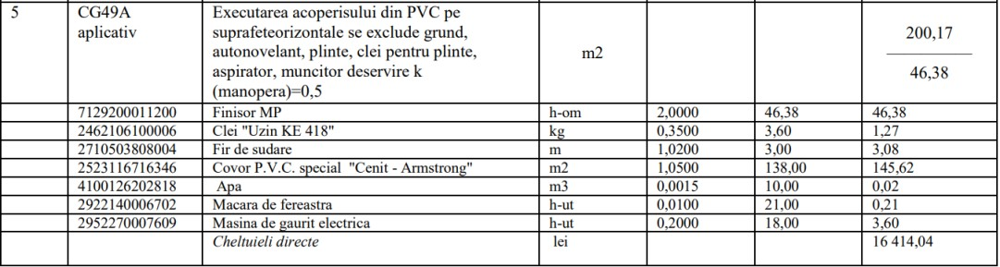 5 CG49A aplicativ Executarea acoperisului din PVC pe suprafeteorizontale se exclude grund, autonovelant, plinte, clei pentru plinte, aspirator, muncitor deservire k (manopera)=0,5 m2 200,17 46,38
7129200011200 Finisor MP h-om 2,0000 46,38 46,38
2462106100006 Clei "Uzin KE 418" kg 0,3500 3,60 1,27
2710503808004 Fir de sudare m 1,0200 3,00 3,08
2523116716346 Covor P.V.C. special "Cenit - Armstrong" m2 1,0500 138,00 145,62
4100126202818 Apa m3 0,0015 10,00 0,02
2922140006702 Macara de fereastra h-ut 0,0100 21,00 0,21
2952270007609 Masina de gaurit electrica h-ut 0,2000 18,00 3,60
Cheltuieli directe lei 16 414,04